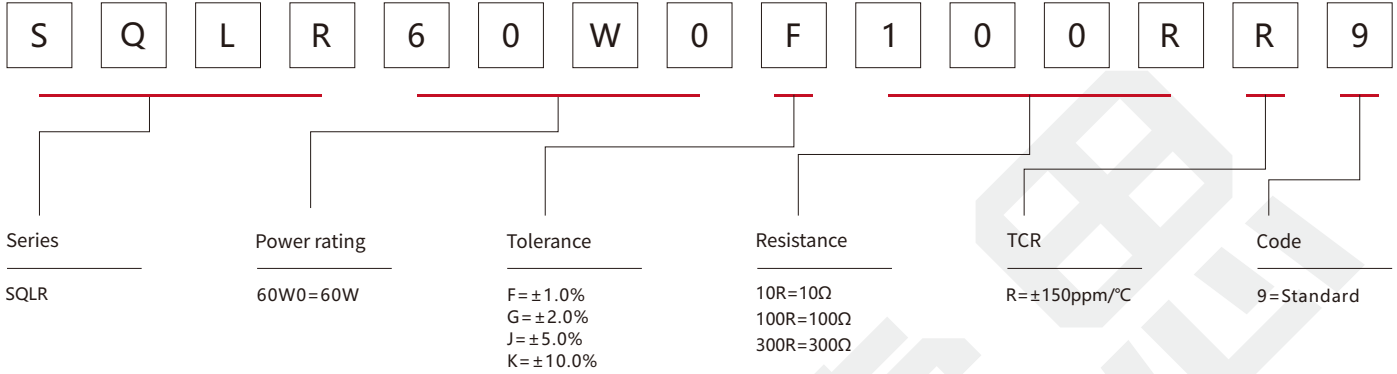 S Q L R 6 0 W 0 F 1 0 0 R R 9
Series
SQLR
Power rating
60W0=60W
Tolerance
F=±1.0%
G=±2.0%
J=±5.0%
K=±10.0%
Resistance
10R=10Ω
100R=100Ω
300R=300Ω
TCR
R=±150ppm/℃
Code
9=Standard